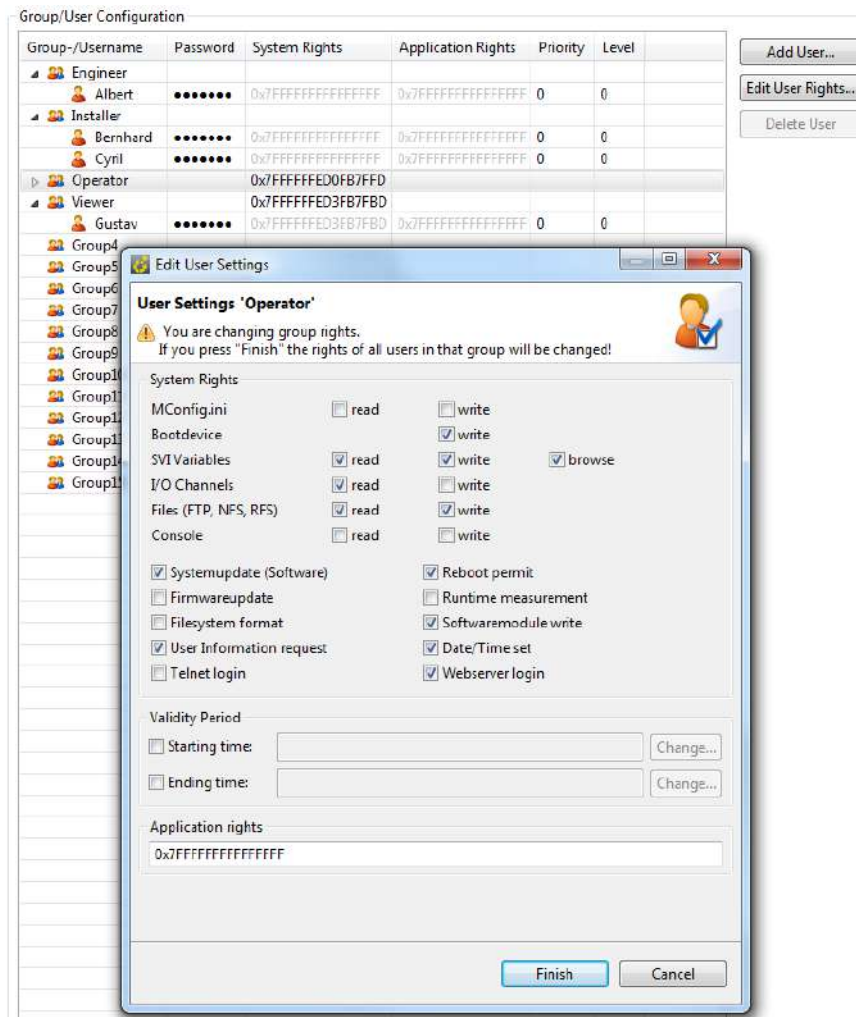 Group/User Configuration
Group-/Username Password System Rights Application Rights Priority Level
Engineer
Albert ●●●●●●● 0x7FFFFFFFFFFFFFFF 0x7FFFFFFFFFFFFFFF 0 0
Installer
Bernhard ●●●●●●● 0x7FFFFFFFFFFFFFFF 0x7FFFFFFFFFFFFFFF 0 0
Cyril ●●●●●●● 0x7FFFFFFFFFFFFFFF 0x7FFFFFFFFFFFFFFF 0 0
Operator 0x7FFFFFFED0FB7FFD
Viewer 0x7FFFFFFED3FB7FBD
Gustav ●●●●●●● 0x7FFFFFFED3FB7FBD 0x7FFFFFFFFFFFFFFF 0 0
Add User...
Edit User Rights...
Delete User
Group4
Group5
Group6
Group7
Group8
Group9
Group10
Edit User Settings
User Settings 'Operator'
You are changing group rights.
If you press "Finish" the rights of all users in that group will be changed!
System Rights
MConfig.ini read write
Bootdevice write
SVI Variables read write browse
I/O Channels read write
Files (FTP, NFS, RFS) read write
Console read write
Systemupdate (Software) Reboot permit
Firmwareupdate Runtime measurement
Filesystem format Softwaremodule write
User Information request Date/Time set
Telnet login Webserver login
Validity Period
Starting time: Change...
Ending time: Change...
Application rights
0x7FFFFFFFFFFFFFFF
Finish Cancel